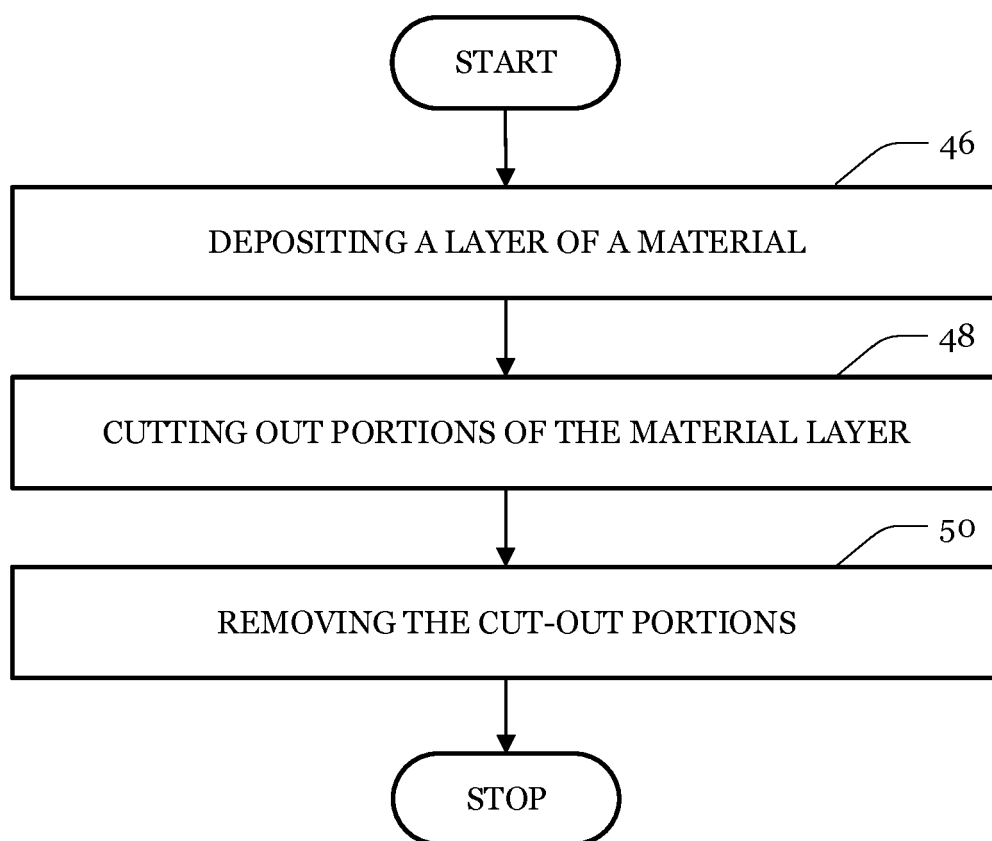 START
46
DEPOSITING A LAYER OF A MATERIAL
48
CUTTING OUT PORTIONS OF THE MATERIAL LAYER
50
REMOVING THE CUT-OUT PORTIONS
STOP